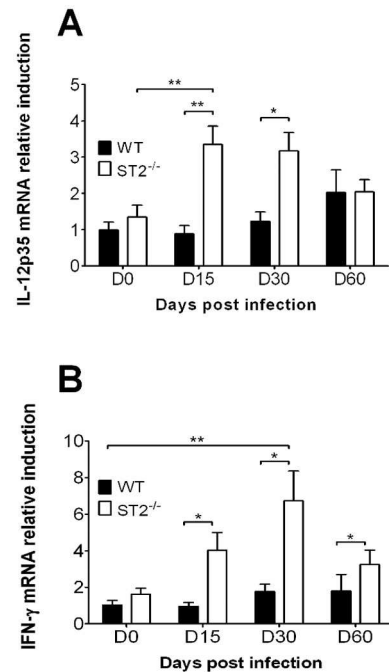 A
IL-12p35 mRNA relative induction
5
4
3
2
1
0
**
** *
WT
ST2-/-
D0 D15 D30 D60
Days post infection
B
IFN-γ mRNA relative induction
10
8
6
4
2
0
**
*
*
*
WT
ST2-/-
D0 D15 D30 D60
Days post infection